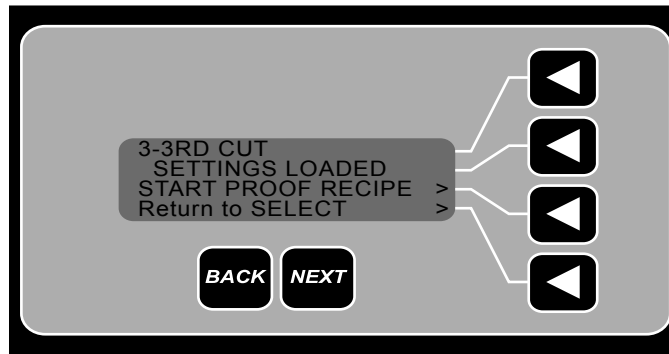 3-3RD CUT
SETTINGS LOADED
START PROOF RECIPE >
Return to SELECT >
BACK NEXT